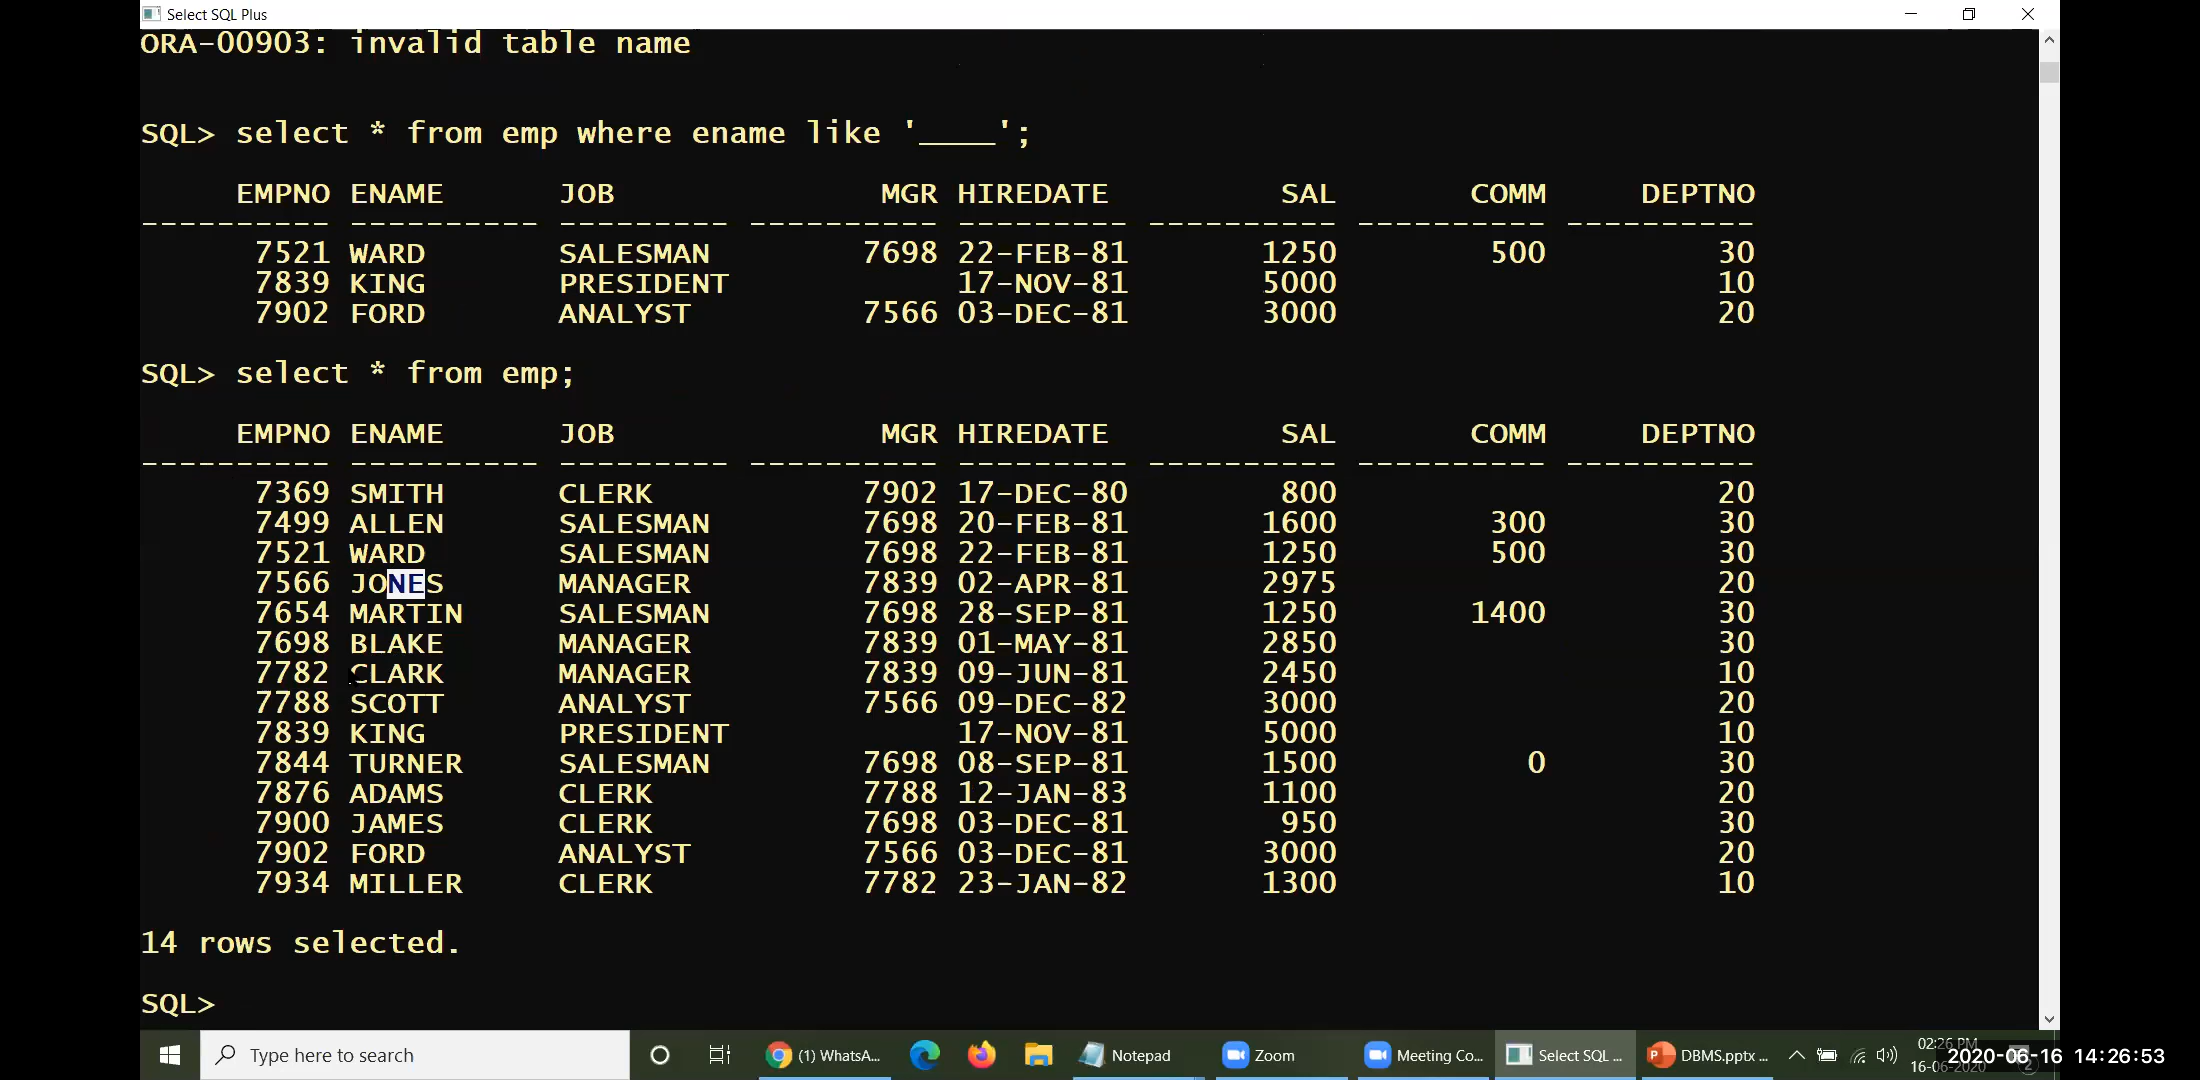 Select SQL Plus
ORA-00903: invalid table name
SQL> select * from emp where ename like '____';
EMPNO ENAME JOB MGR HIREDATE SAL COMM DEPTNO
---------- ---------- --------- ---------- --------- ---------- ---------- ----------
7521 WARD SALESMAN 7698 22-FEB-81 1250 500 30
7839 KING PRESIDENT 17-NOV-81 5000 10
7902 FORD ANALYST 7566 03-DEC-81 3000 20
SQL> select * from emp;
EMPNO ENAME JOB MGR HIREDATE SAL COMM DEPTNO
---------- ---------- --------- ---------- --------- ---------- ---------- ----------
7369 SMITH CLERK 7902 17-DEC-80 800 20
7499 ALLEN SALESMAN 7698 20-FEB-81 1600 300 30
7521 WARD SALESMAN 7698 22-FEB-81 1250 500 30
7566 JONES MANAGER 7839 02-APR-81 2975 20
7654 MARTIN SALESMAN 7698 28-SEP-81 1250 1400 30
7698 BLAKE MANAGER 7839 01-MAY-81 2850 30
7782 CLARK MANAGER 7839 09-JUN-81 2450 10
7788 SCOTT ANALYST 7566 09-DEC-82 3000 20
7839 KING PRESIDENT 17-NOV-81 5000 10
7844 TURNER SALESMAN 7698 08-SEP-81 1500 0 30
7876 ADAMS CLERK 7788 12-JAN-83 1100 20
7900 JAMES CLERK 7698 03-DEC-81 950 30
7902 FORD ANALYST 7566 03-DEC-81 3000 20
7934 MILLER CLERK 7782 23-JAN-82 1300 10
14 rows selected.
SQL>
Type here to search (1) WhatsA... Notepad Zoom Meeting Co... Select SQL ... DBMS.pptx ... 02:26 PM
16-06-2020 2
2020-06-16 14:26:53